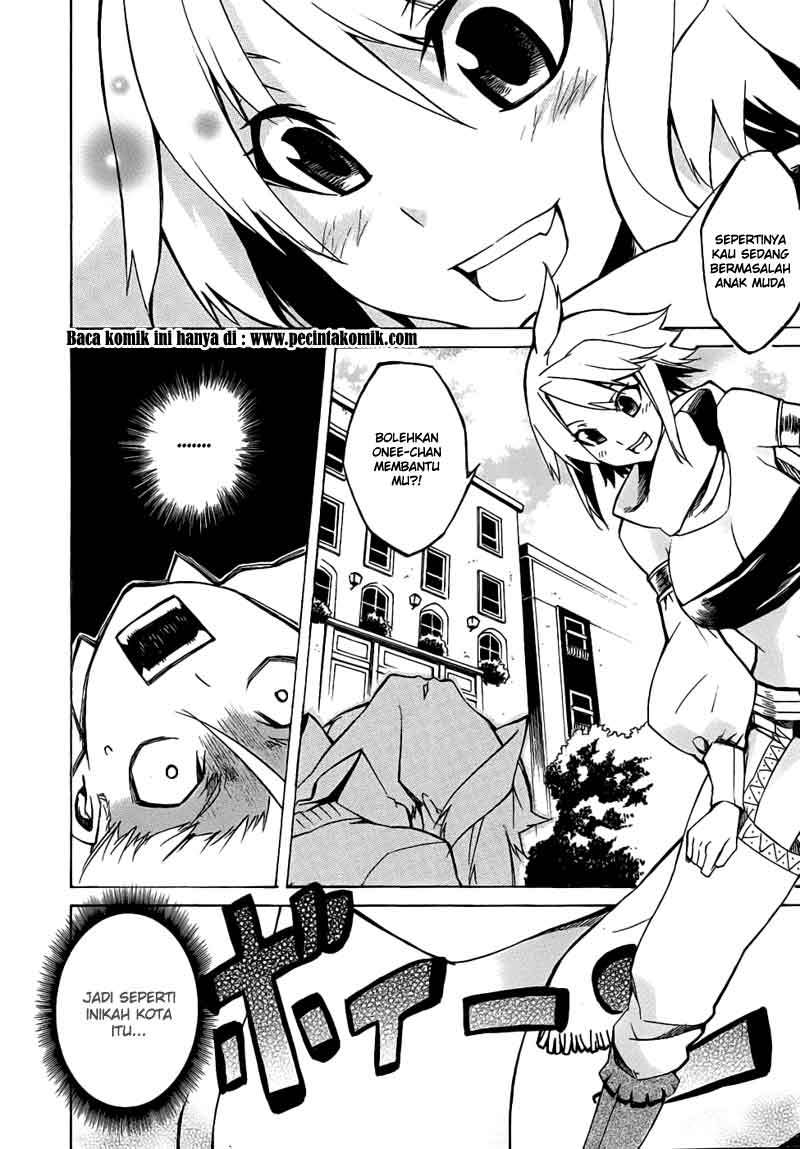 SEPERTINYA
KAU SEDANG
BERMASALAH
ANAK MUDA
Baca komik ini hanya di : www.pecintakomik.com
BOLEHKAN
ONEE-CHAN
MEMBANTU
MU?!
........
JADI SEPERTI
INIKAH KOTA
ITU...
ボイーン